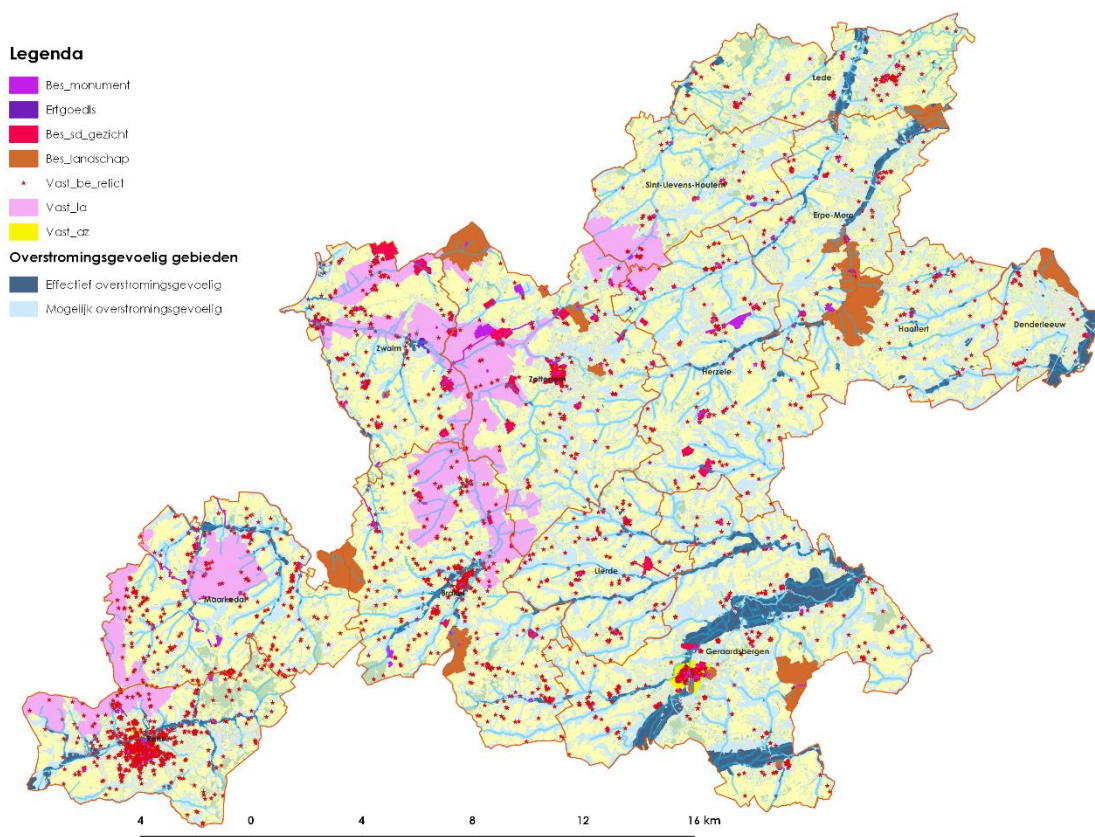 Legenda
Bes_monument
Erfgoedls
Bes_sd_gezicht
Bes_landschap
Vast_be_relict
Vast_la
Vast_az
Overstromingsgevoelig gebieden
Effectief overstromingsgevoelig
Mogelijk overstromingsgevoelig
Lede
Sint-Lievens-Houtem
Erpe-Mere
Haaltert
Denderleeuw
Zwalm
Zottegem
Herzele
Lierde
Maarkedal
Brakel
Geraardsbergen
4 0 4 8 12 16 km